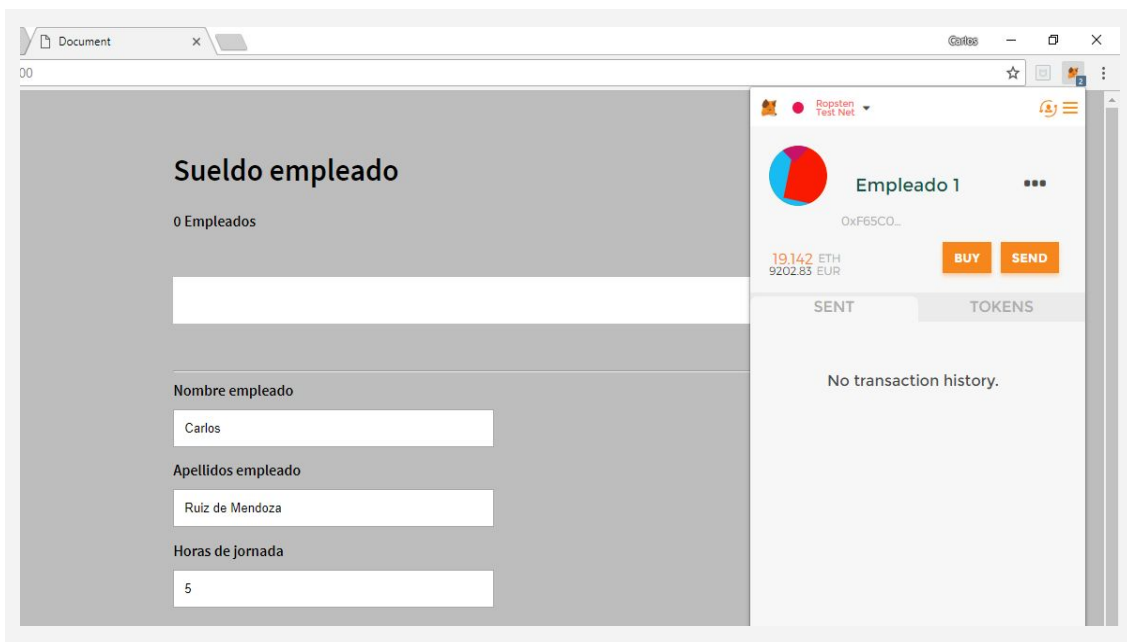 Document
Carlos
00
2
Ropsten
Test Net
Sueldo empleado
0 Empleados
Empleado 1
0xF65C0...
19.142 ETH
9202.83 EUR
BUY
SEND
SENT
TOKENS
No transaction history.
Nombre empleado
Carlos
Apellidos empleado
Ruiz de Mendoza
Horas de jornada
5